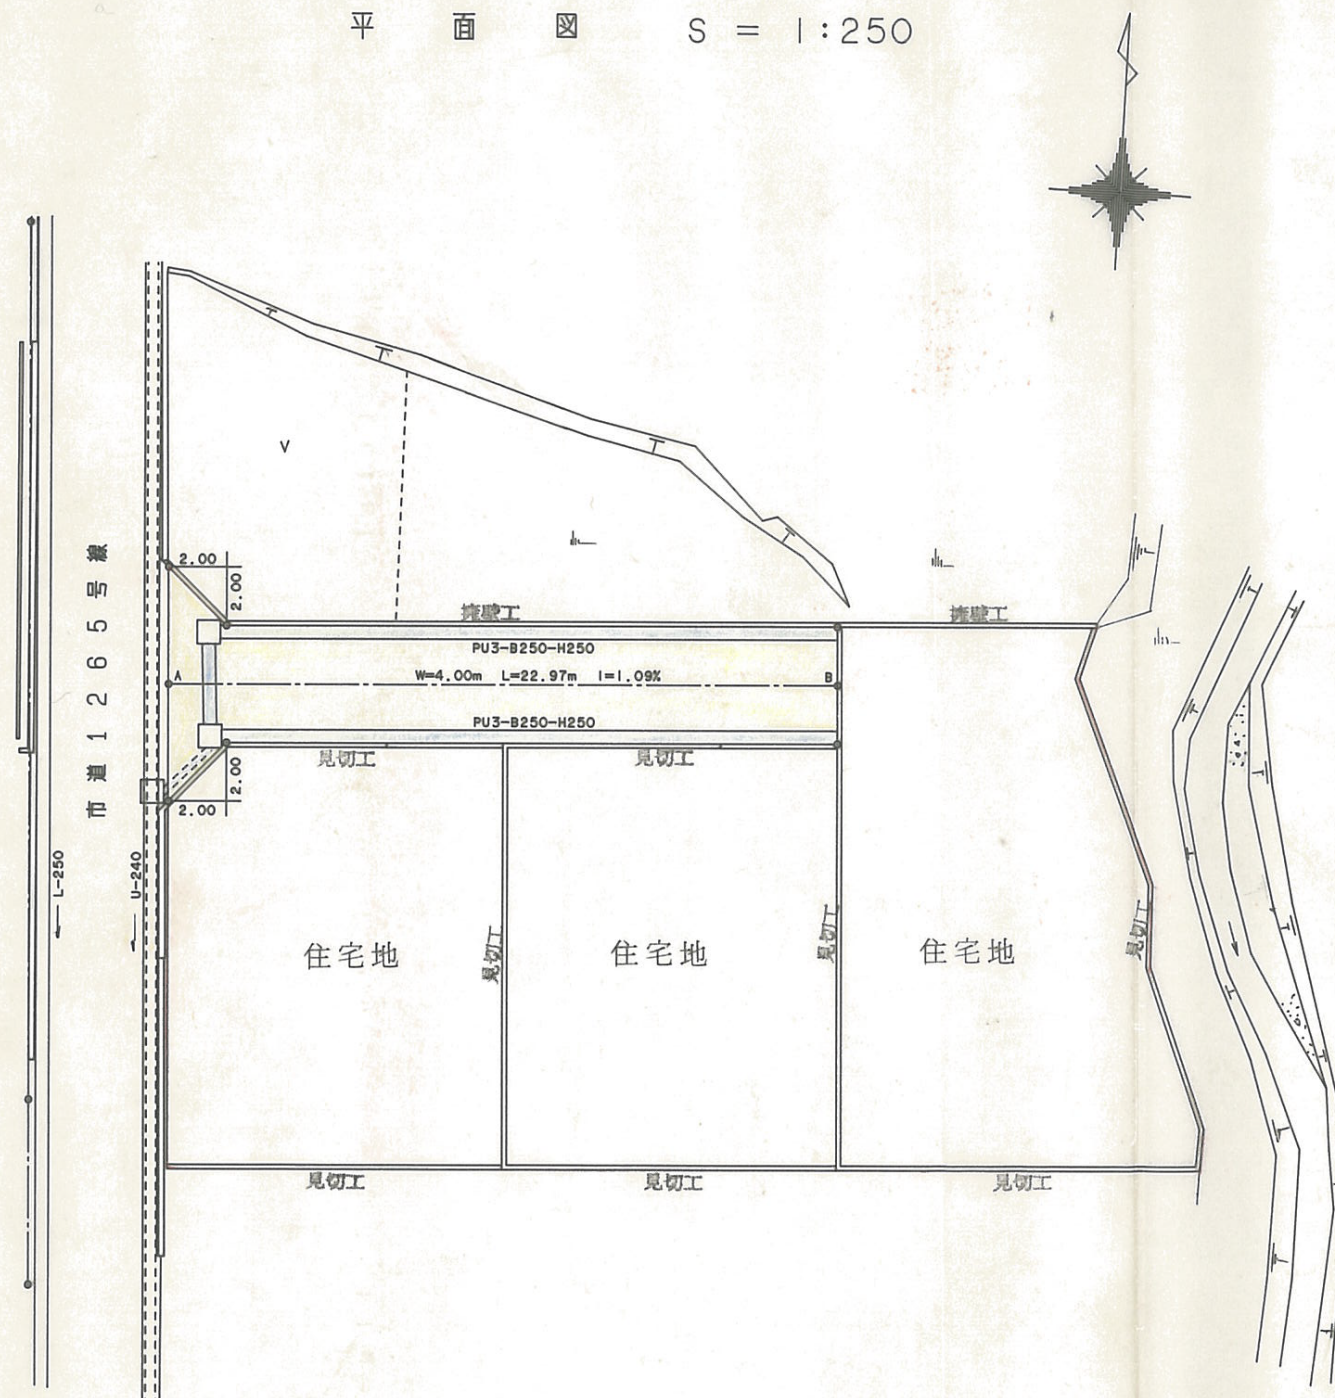 平面図 S = 1:250
市道1265号線
2.00
2.00
擁壁工
擁壁工
PU3-B250-H250
A
W=4.00m L=22.97m I=1.09%
B
PU3-B250-H250
見切工
見切工
2.00
2.00
L-250
U-240
住宅地
見切工
住宅地
見切工
住宅地
見切工
見切工
見切工
見切工